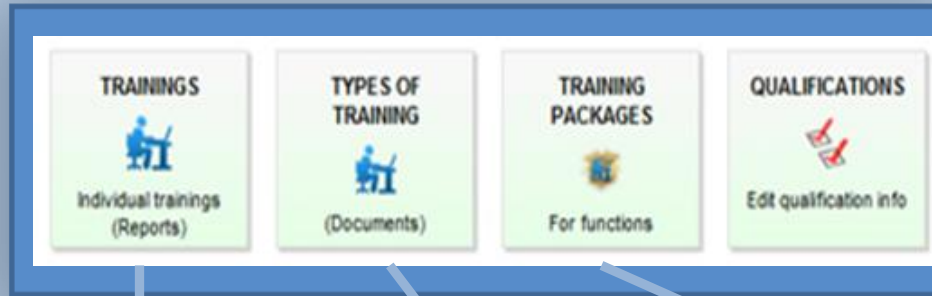 TRAININGS
Individual trainings
(Reports)
TYPES OF
TRAINING
(Documents)
TRAINING
PACKAGES
For functions
QUALIFICATIONS
Edit qualification info